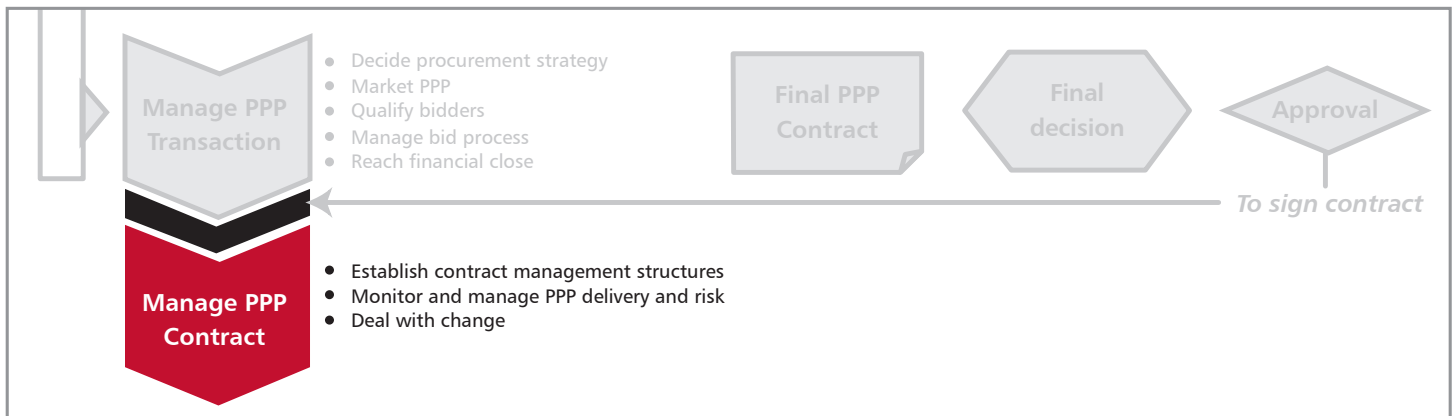 Manage PPP
Transaction
Decide procurement strategy
Market PPP
Qualify bidders
Manage bid process
Reach financial close
Final PPP
Contract
Final
decision
Approval
To sign contract
Manage PPP
Contract
Establish contract management structures
Monitor and manage PPP delivery and risk
Deal with change